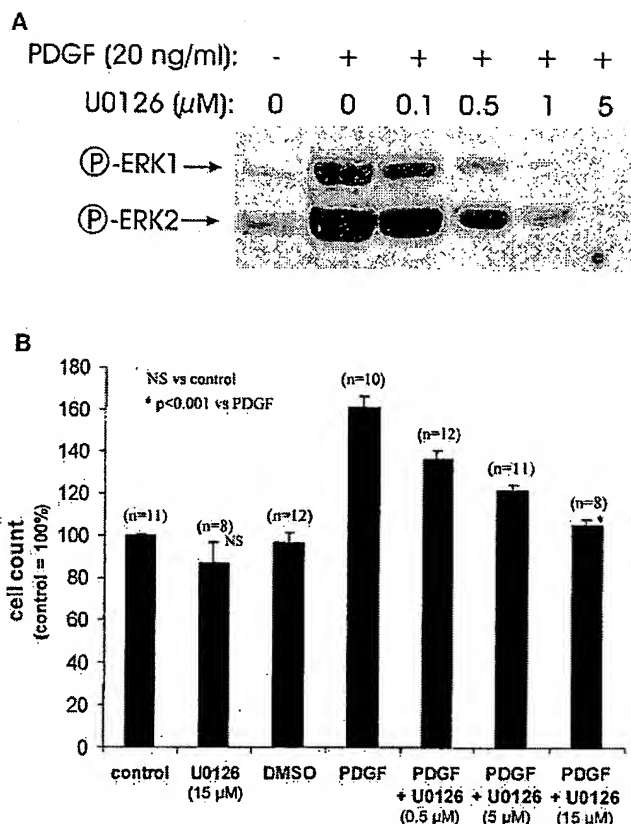 A
PDGF (20 ng/ml): - + + + + +
U0126 (μM): 0 0 0.1 0.5 1 5
Ⓟ-ERK1
Ⓟ-ERK2
B
NS vs control
* p<0.001 vs PDGF
cell count
(control = 100%)
180
160
140
120
100
80
60
40
20
0
(n=11)
(n=8)
NS
(n=12)
(n=10)
(n=12)
(n=11)
(n=8)
*
control U0126 DMSO PDGF PDGF PDGF PDGF
(15 μM) + U0126 + U0126 + U0126
(0.5 μM) (5 μM) (15 μM)